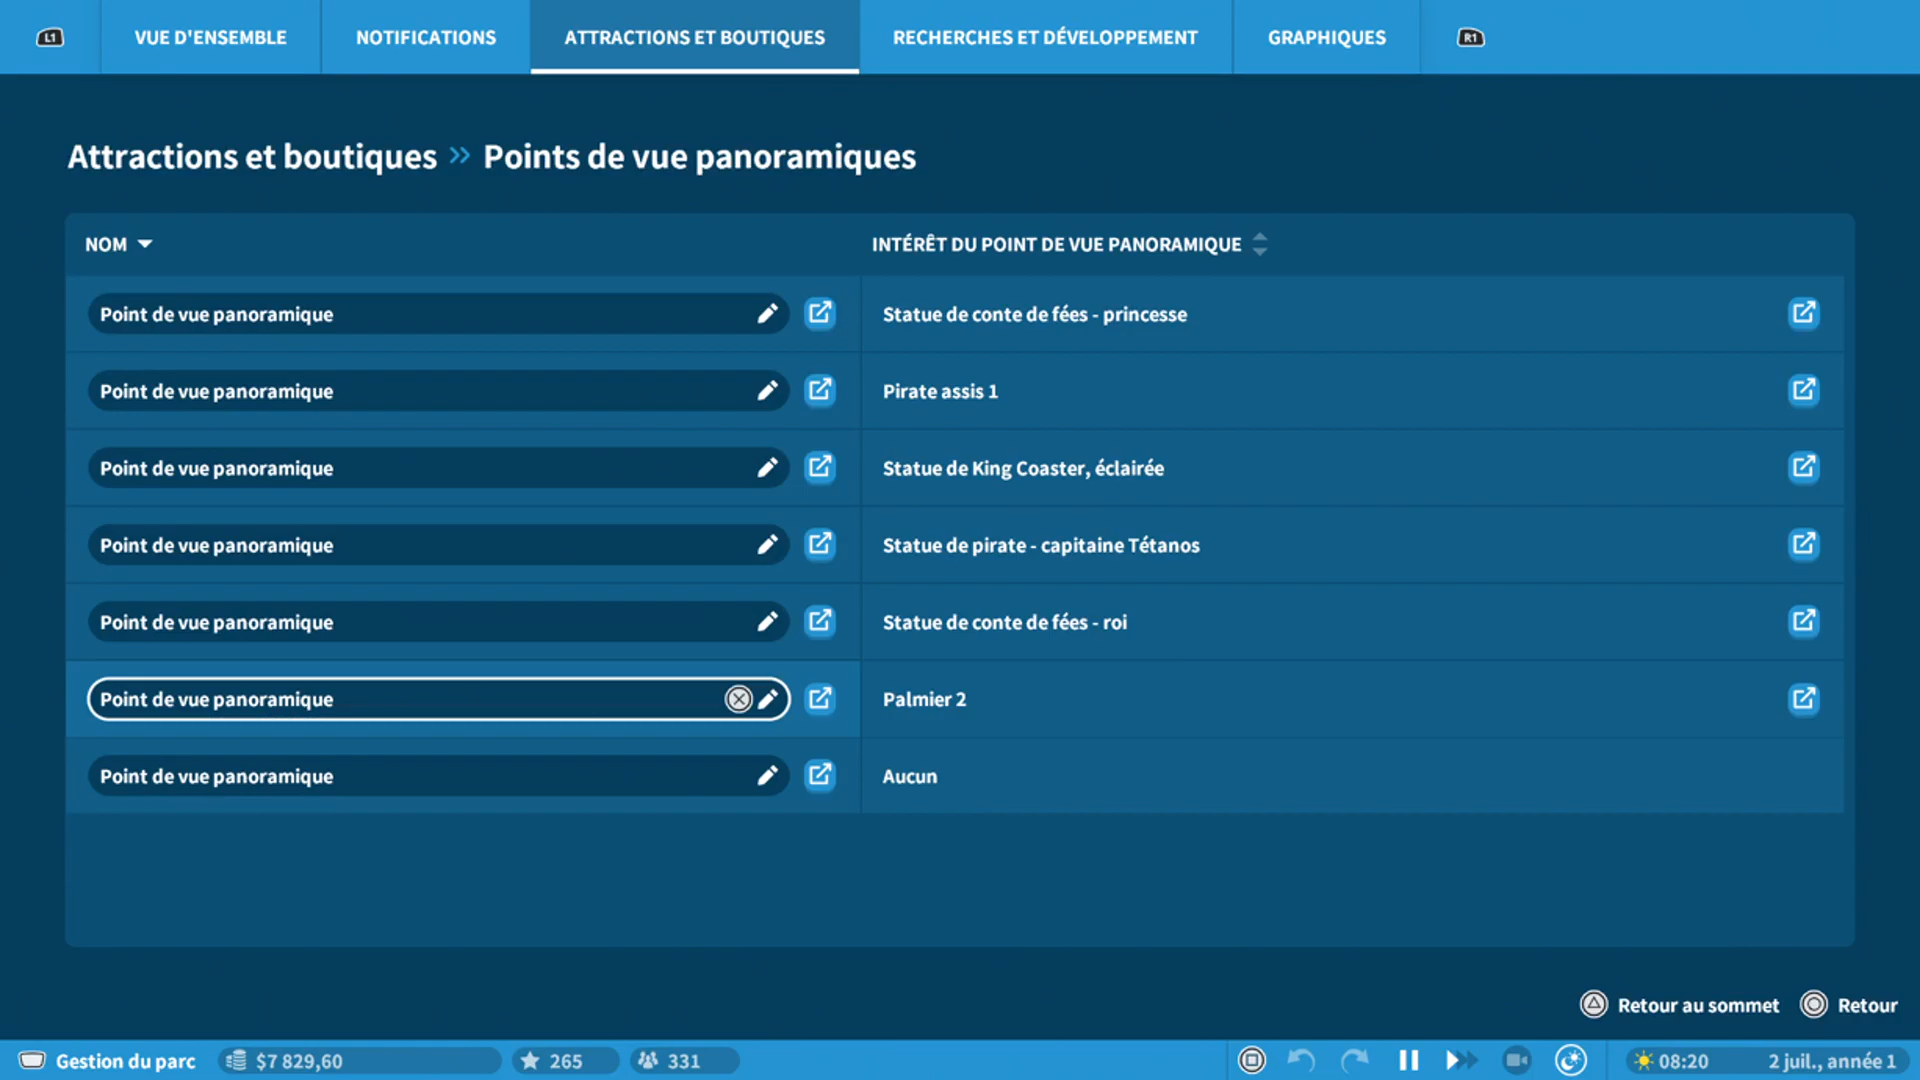 L1 VUE D'ENSEMBLE NOTIFICATIONS ATTRACTIONS ET BOUTIQUES RECHERCHES ET DÉVELOPPEMENT GRAPHIQUES R1
Attractions et boutiques » Points de vue panoramiques
NOM INTÉRÊT DU POINT DE VUE PANORAMIQUE
Point de vue panoramique Statue de conte de fées - princesse
Point de vue panoramique Pirate assis 1
Point de vue panoramique Statue de King Coaster, éclairée
Point de vue panoramique Statue de pirate - capitaine Tétanos
Point de vue panoramique Statue de conte de fées - roi
Point de vue panoramique Palmier 2
Point de vue panoramique Aucun
Retour au sommet Retour
Gestion du parc $7 829,60 265 331 08:20 2 juil., année 1